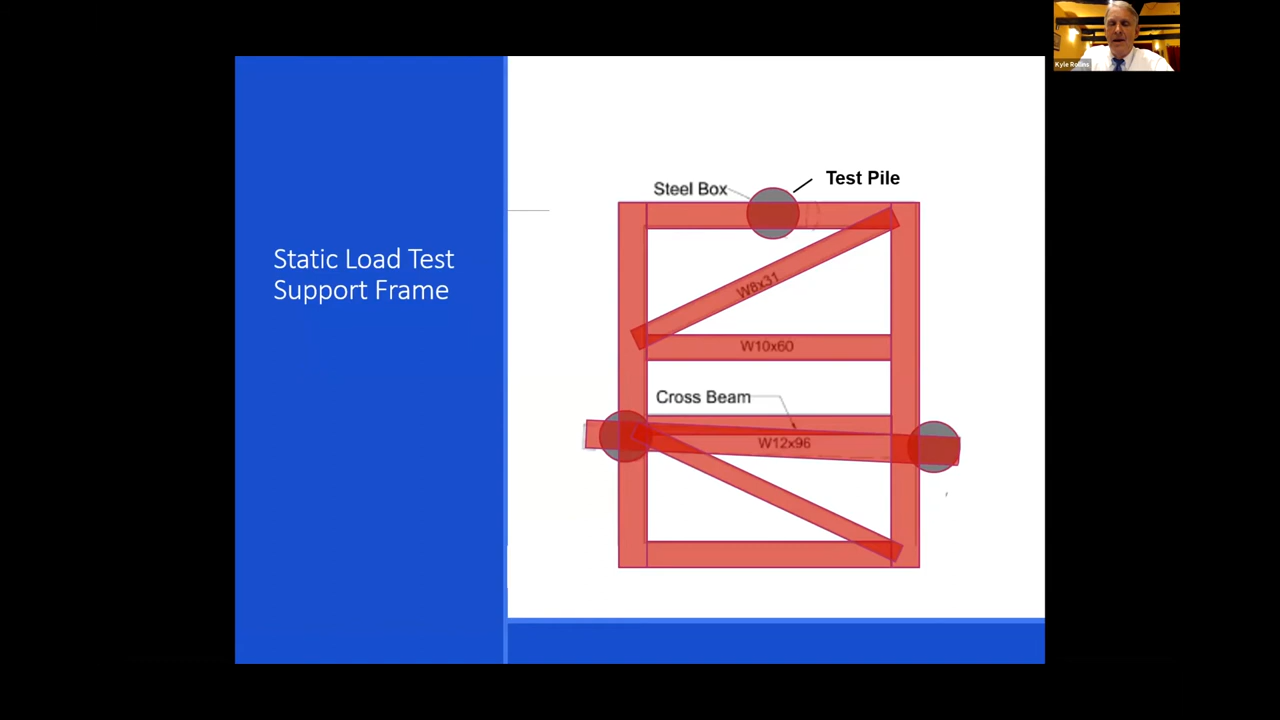 Kyle Rollins
Static Load Test
Support Frame
Test Pile
Steel Box
W8x31
W10x60
Cross Beam
W12x96